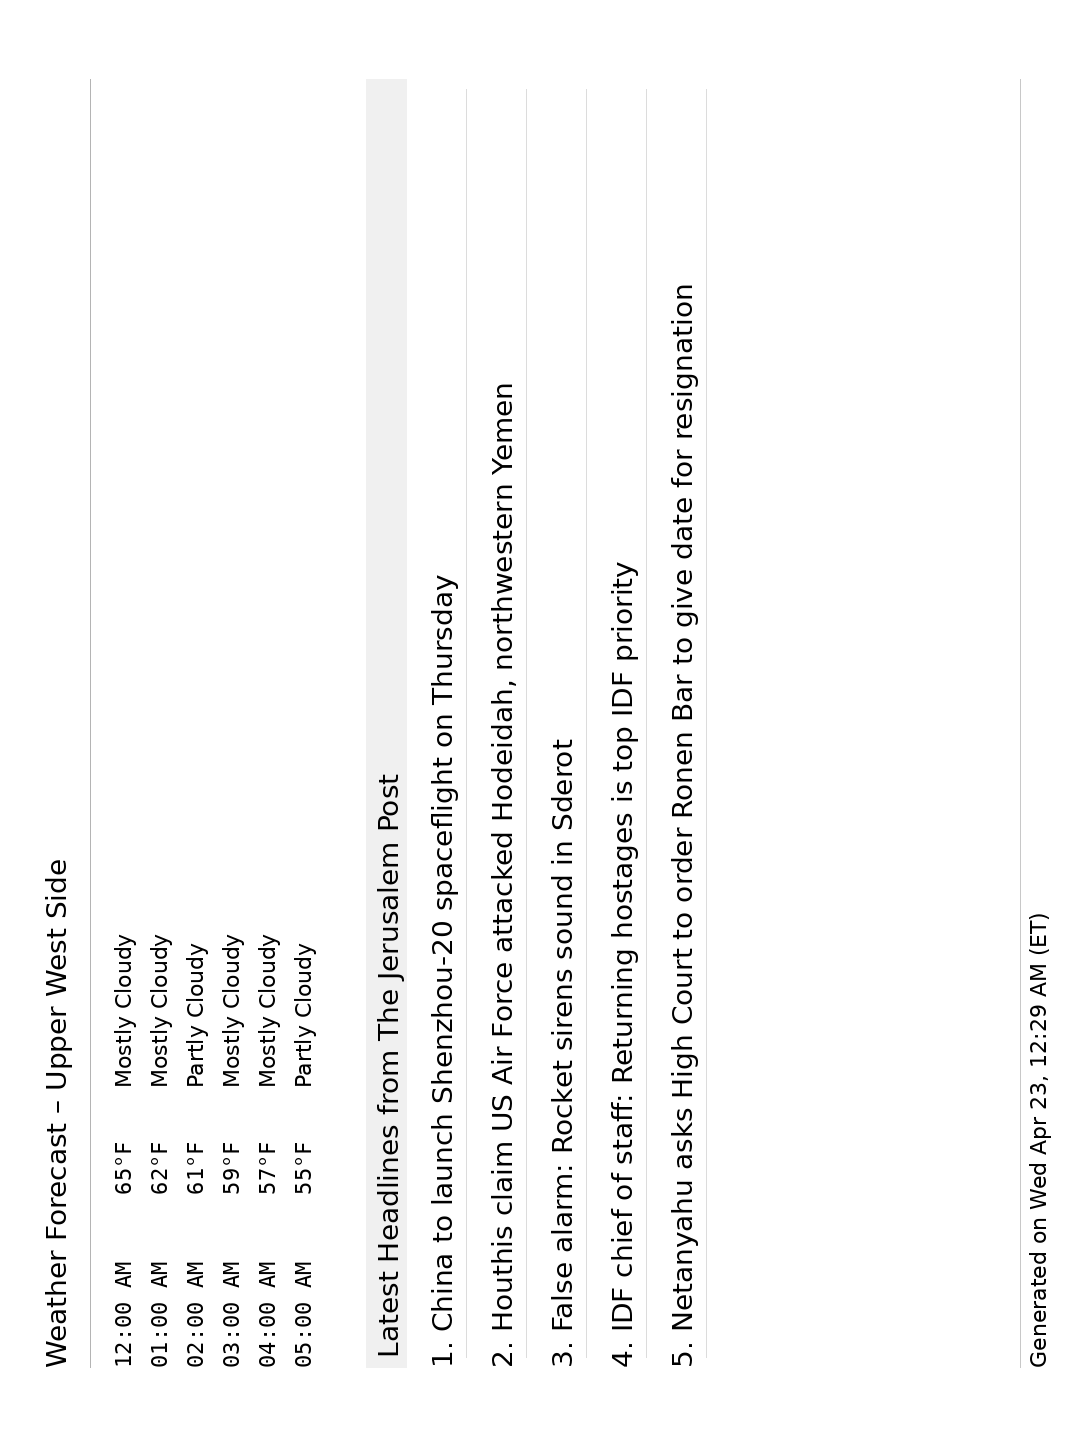 Weather Forecast – Upper West Side
12:00 AM 65°F Mostly Cloudy
01:00 AM 62°F Mostly Cloudy
02:00 AM 61°F Partly Cloudy
03:00 AM 59°F Mostly Cloudy
04:00 AM 57°F Mostly Cloudy
05:00 AM 55°F Partly Cloudy
Latest Headlines from The Jerusalem Post
1. China to launch Shenzhou-20 spaceflight on Thursday
2. Houthis claim US Air Force attacked Hodeidah, northwestern Yemen
3. False alarm: Rocket sirens sound in Sderot
4. IDF chief of staff: Returning hostages is top IDF priority
5. Netanyahu asks High Court to order Ronen Bar to give date for resignation
Generated on Wed Apr 23, 12:29 AM (ET)